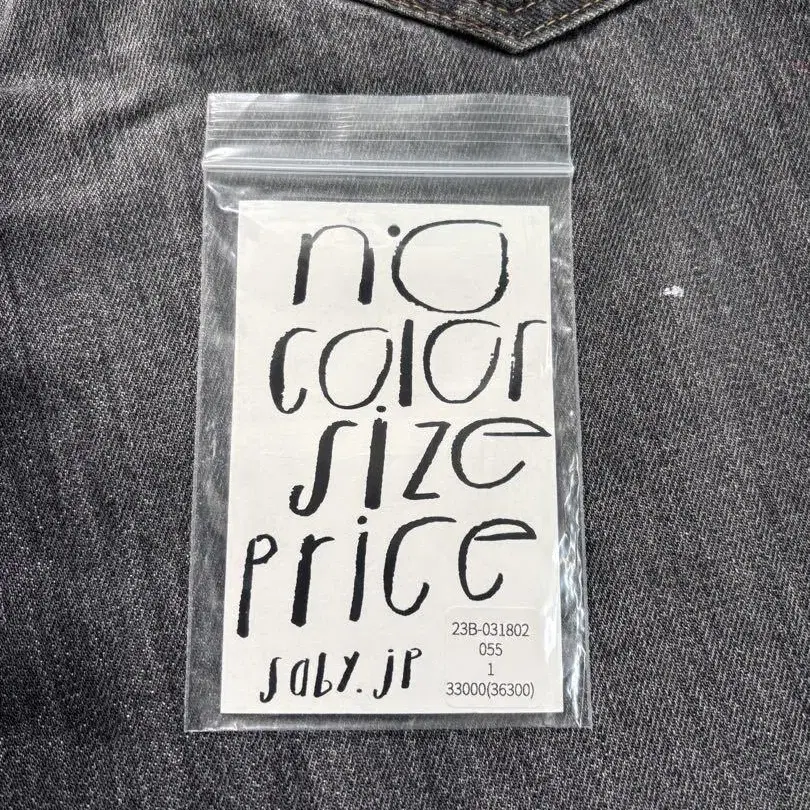 no
color
size
price
saby.jp
23B-031802
055
1
33000(36300)